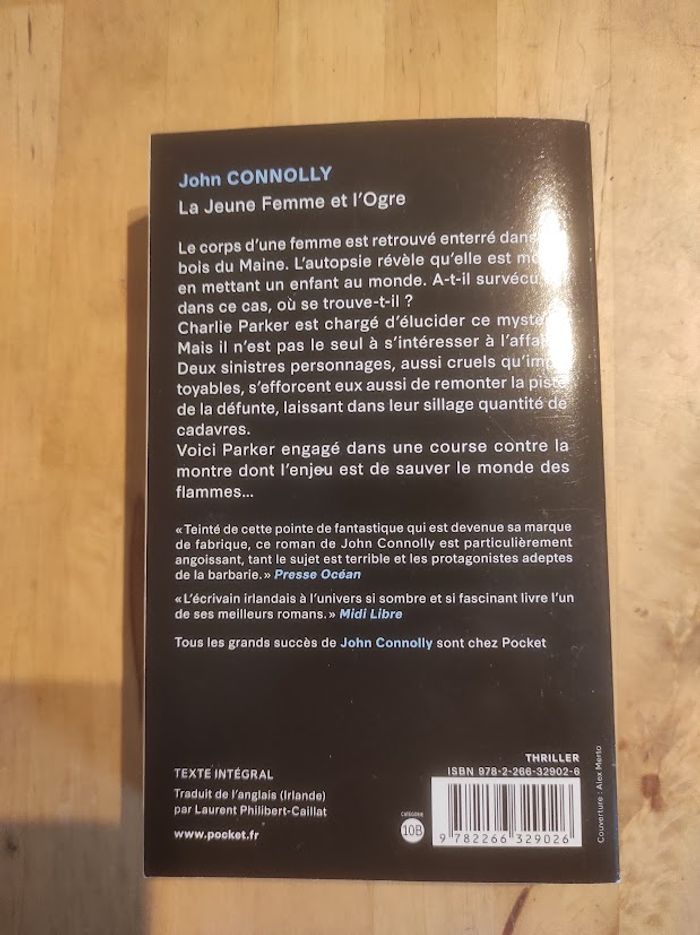 John CONNOLLY
La Jeune Femme et l'Ogre
Le corps d'une femme est retrouvé enterré dans
bois du Maine. L'autopsie révèle qu'elle est
en mettant un enfant au monde. A-t-il survécu
dans ce cas, où se trouve-t-il ?
Charlie Parker est chargé d'élucider ce
Mais il n'est pas le seul à s'intéresser à
Deux sinistres personnages, aussi cruels
toyables, s'efforcent eux aussi de remonter la piste
de la défunte, laissant dans leur sillage quantité de
cadavres.
Voici Parker engagé dans une course contre la
montre dont l'enjeu est de sauver le monde des
flammes...
« Teinté de cette pointe de fantastique qui est devenue sa marque
de fabrique, ce roman de John Connolly est particulièrement
angoissant, tant le sujet est terrible et les protagonistes adeptes
de la barbarie. » Presse Océan
« L'écrivain irlandais à l'univers si sombre et si fascinant livre l'un
de ses meilleurs romans. » Midi Libre
Tous les grands succès de John Connolly sont chez Pocket
THRILLER
ISBN 978-2-266-32902-6
TEXTE INTÉGRAL
Traduit de l'anglais (Irlande)
par Laurent Philibert-Caillat
www.pocket.fr
CATÉGORIE
10B
9 782266 329026
Couverture : Alex Merto